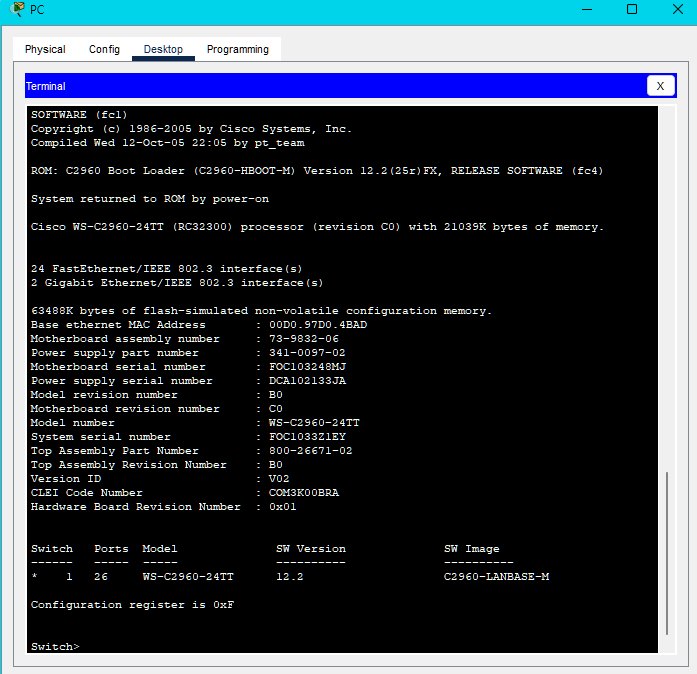 PC
Physical Config Desktop Programming
Terminal
X
SOFTWARE (fc1)
Copyright (c) 1986-2005 by Cisco Systems, Inc.
Compiled Wed 12-Oct-05 22:05 by pt_team
ROM: C2960 Boot Loader (C2960-HBOOT-M) Version 12.2(25r)FX, RELEASE SOFTWARE (fc4)
System returned to ROM by power-on
Cisco WS-C2960-24TT (RC32300) processor (revision C0) with 21039K bytes of memory.
24 FastEthernet/IEEE 802.3 interface(s)
2 Gigabit Ethernet/IEEE 802.3 interface(s)
63488K bytes of flash-simulated non-volatile configuration memory.
Base ethernet MAC Address : 00D0.97D0.4BAD
Motherboard assembly number : 73-9832-06
Power supply part number : 341-0097-02
Motherboard serial number : FOC103248MJ
Power supply serial number : DCA102133JA
Model revision number : B0
Motherboard revision number : C0
Model number : WS-C2960-24TT
System serial number : FOC1033Z1EY
Top Assembly Part Number : 800-26671-02
Top Assembly Revision Number : B0
Version ID : V02
CLEI Code Number : COM3K00BRA
Hardware Board Revision Number : 0x01
Switch Ports Model SW Version SW Image
------ ----- ----- ---------- ----------
* 1 26 WS-C2960-24TT 12.2 C2960-LANBASE-M
Configuration register is 0xF
Switch>